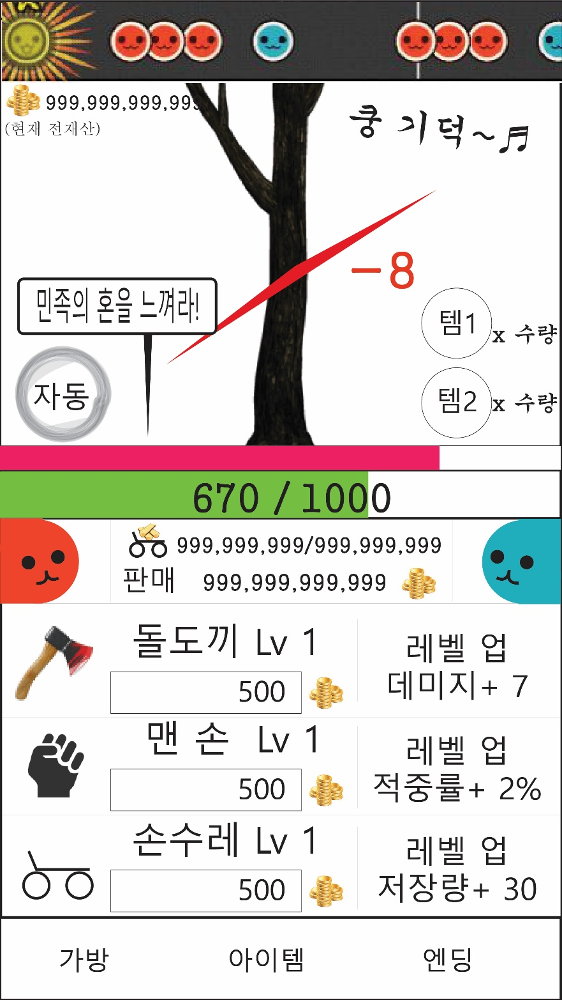 999,999,999,999
(현재 전재산)
쿵 기덕~♬
-8
민족의 혼을 느껴라!
템1 x 수량
자동
템2 x 수량
670 / 1000
999,999,999/999,999,999
판매 999,999,999,999
돌도끼 Lv 1
500
레벨 업
데미지+ 7
맨 손 Lv 1
500
레벨 업
적중률+ 2%
손수레 Lv 1
500
레벨 업
저장량+ 30
가방 아이템 엔딩